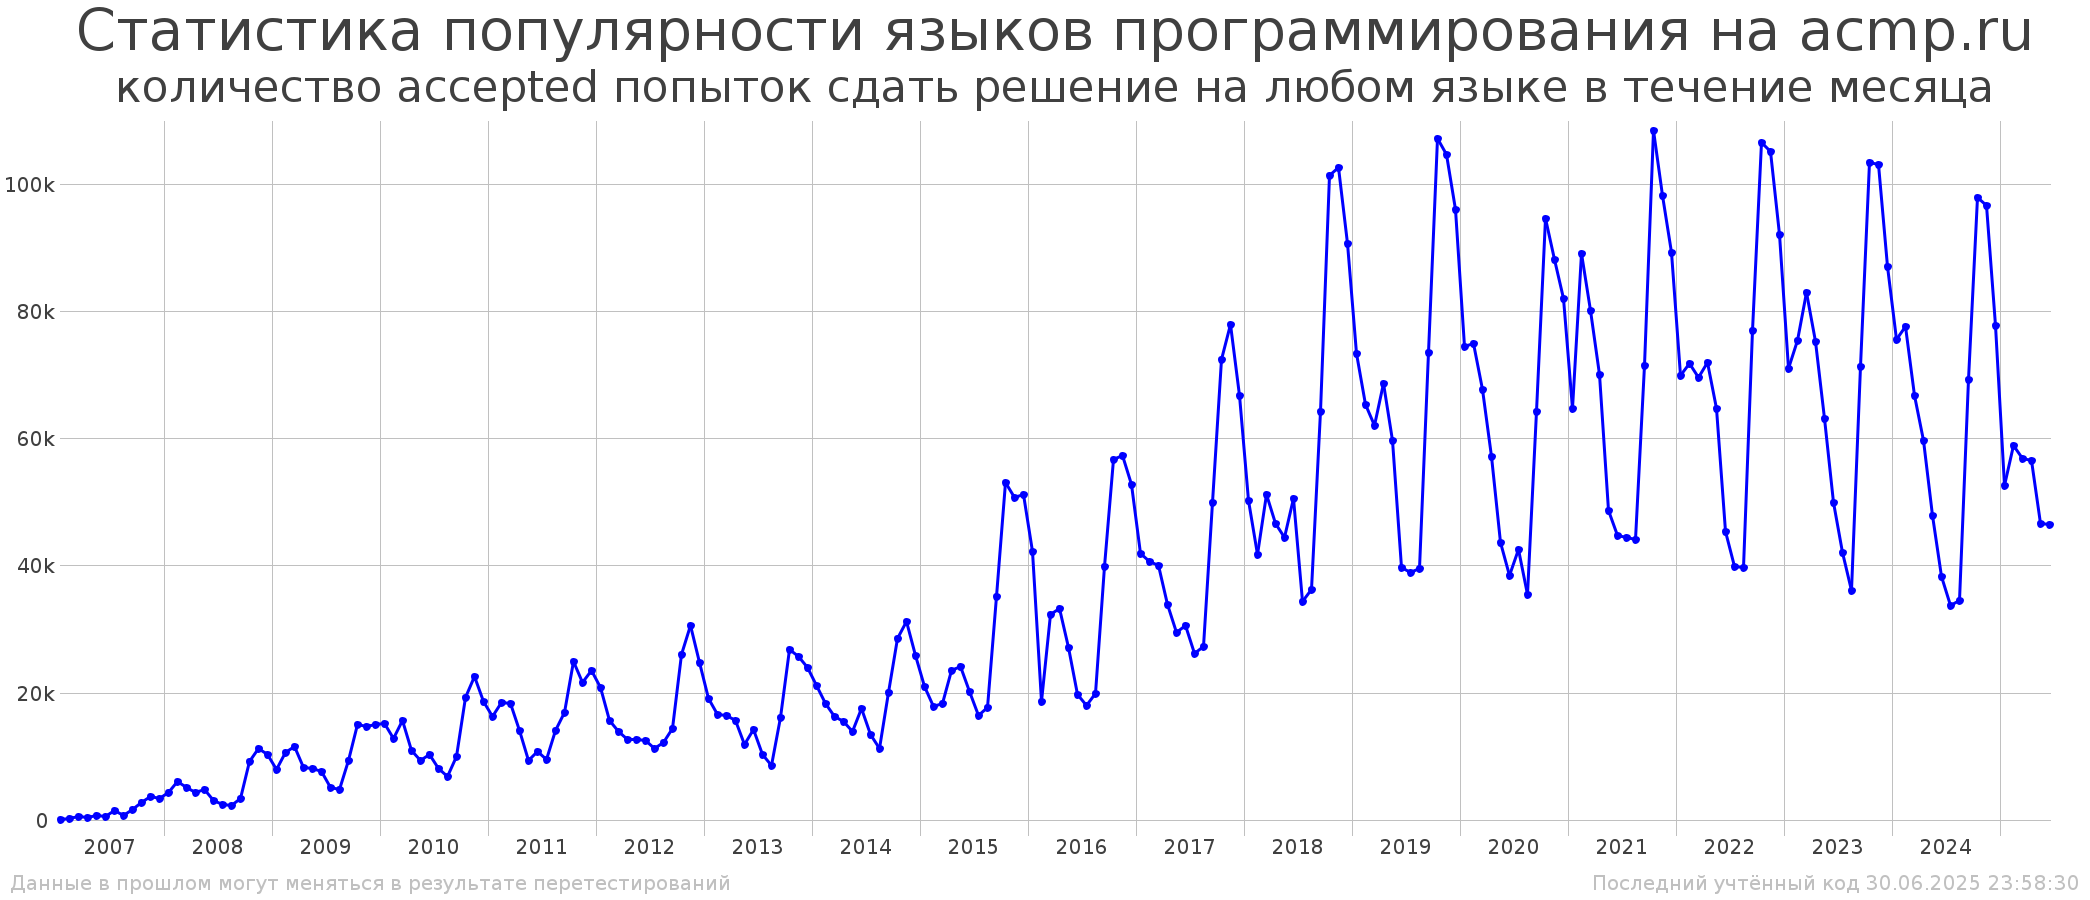 Статистика популярности языков программирования на acmp.ru
количество accepted попыток сдать решение на любом языке в течение месяца
100k
80k
60k
40k
20k
0
2007 2008 2009 2010 2011 2012 2013 2014 2015 2016 2017 2018 2019 2020 2021 2022 2023 2024
Данные в прошлом могут меняться в результате перетестирований
Последний учтённый код 30.06.2025 23:58:30